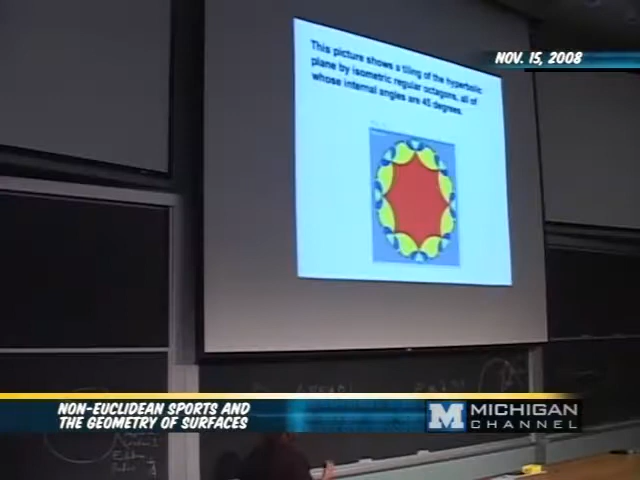 This picture shows a tiling of the hyperbolic
plane by isometric regular octagons, all of
whose internal angles are 45 degrees.
NOV. 15, 2008
NON-EUCLIDEAN SPORTS AND
THE GEOMETRY OF SURFACES
M MICHIGAN
CHANNEL